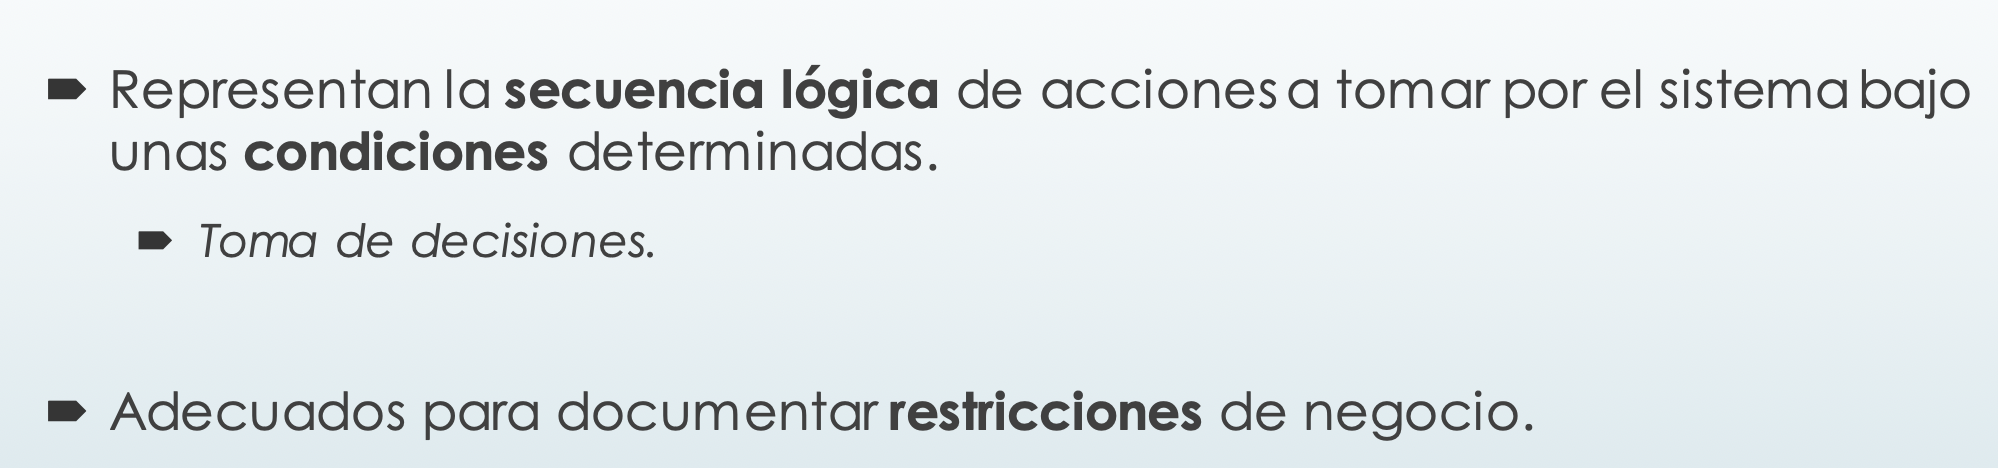 Representan la secuencia lógica de acciones a tomar por el sistema bajo
unas condiciones determinadas.
Toma de decisiones.
Adecuados para documentar restricciones de negocio.